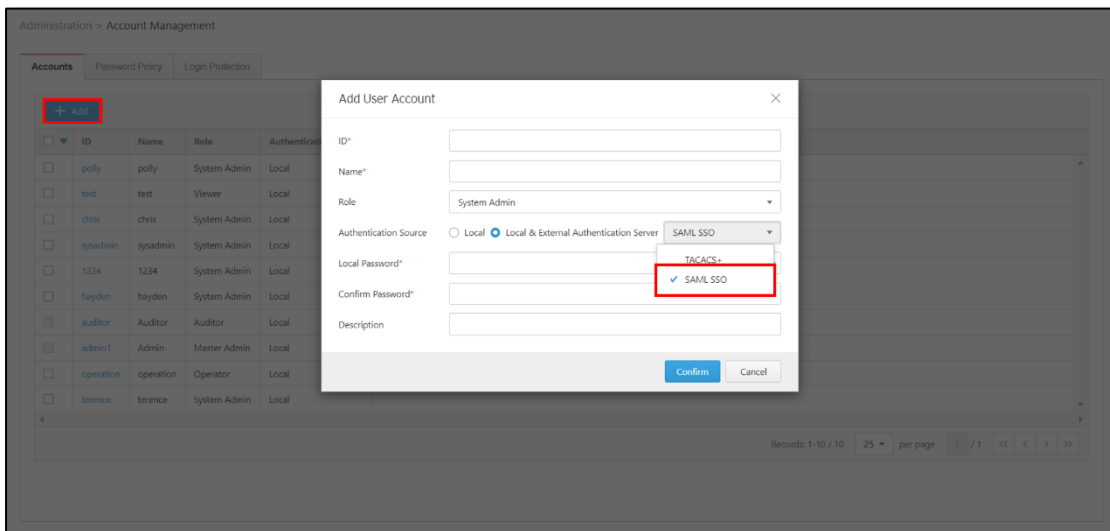 Administration > Account Management
Accounts Password Policy Login Protection
+ Add
ID Name Role Authenticati
polly polly System Admin Local
test test Viewer Local
chris chris System Admin Local
sysadmin sysadmin System Admin Local
1234 1234 System Admin Local
hayden hayden System Admin Local
auditor Auditor Auditor Local
admin1 Admin Master Admin Local
operation operation Operator Local
terence terence System Admin Local
Records: 1-10 / 10 25 per page 1 / 1 << < > >>
Add User Account
ID*
Name*
Role System Admin
Authentication Source Local Local & External Authentication Server SAML SSO
TACACS+
SAML SSO
Local Password*
Confirm Password*
Description
Confirm Cancel